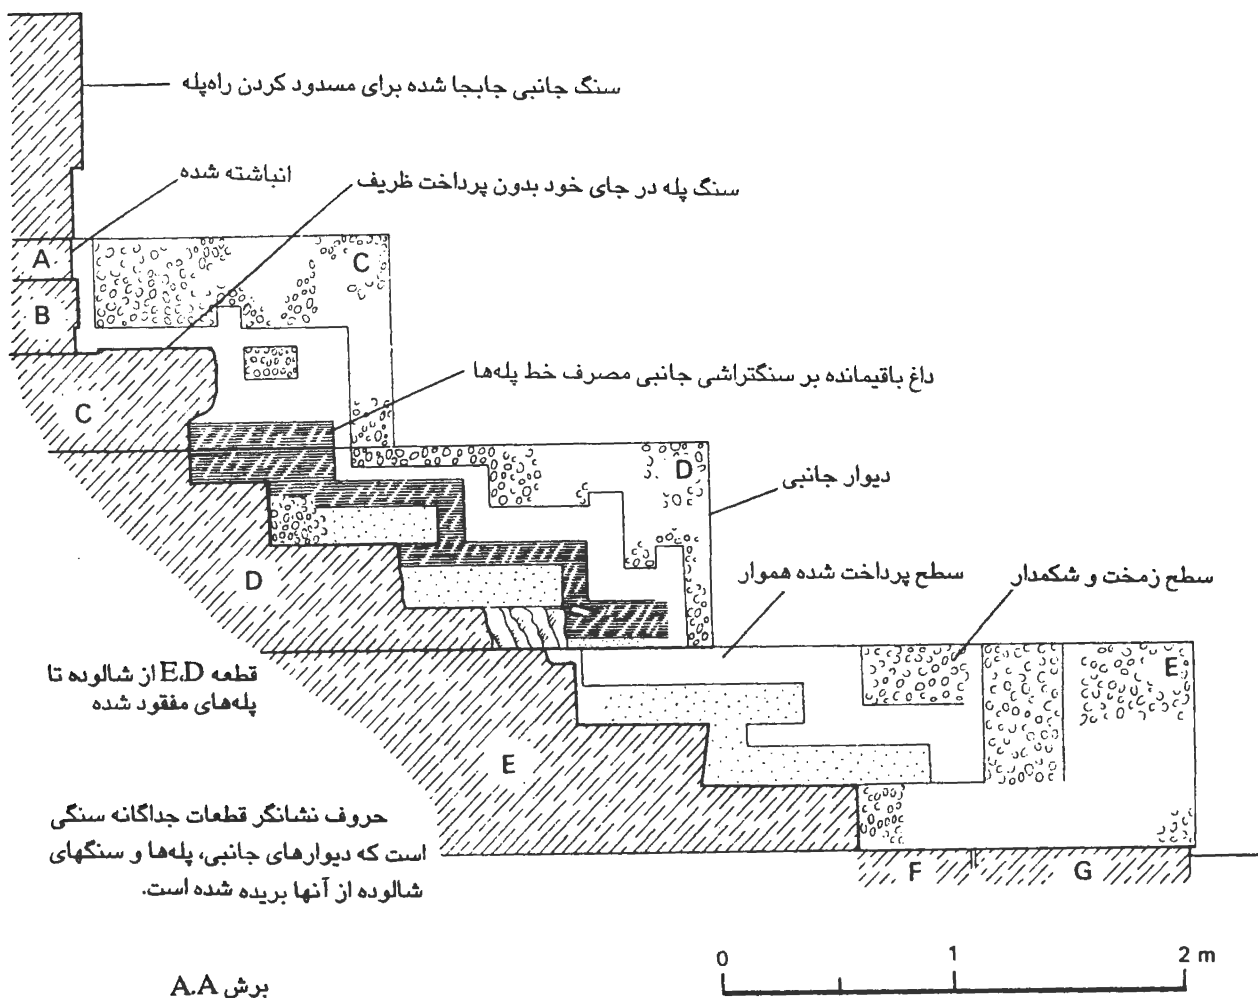 سنگ جانبی جابجا شده برای مسدود کردن راه‌پله
انباشته شده
سنگ پله در جای خود بدون پرداخت ظریف
A
B
C
C
داغ باقیمانده بر سنگتراشی جانبی مصرف خط پله‌ها
D
دیوار جانبی
D
سطح پرداخت شده هموار
سطح زمخت و شکمدار
E
قطعه E،D از شالوده تا
پله‌های مفقود شده
E
حروف نشانگر قطعات جداگانه سنگی
است که دیوارهای جانبی، پله‌ها و سنگهای
شالوده از آنها بریده شده است.
F
G
برش A.A
0 1 2 m